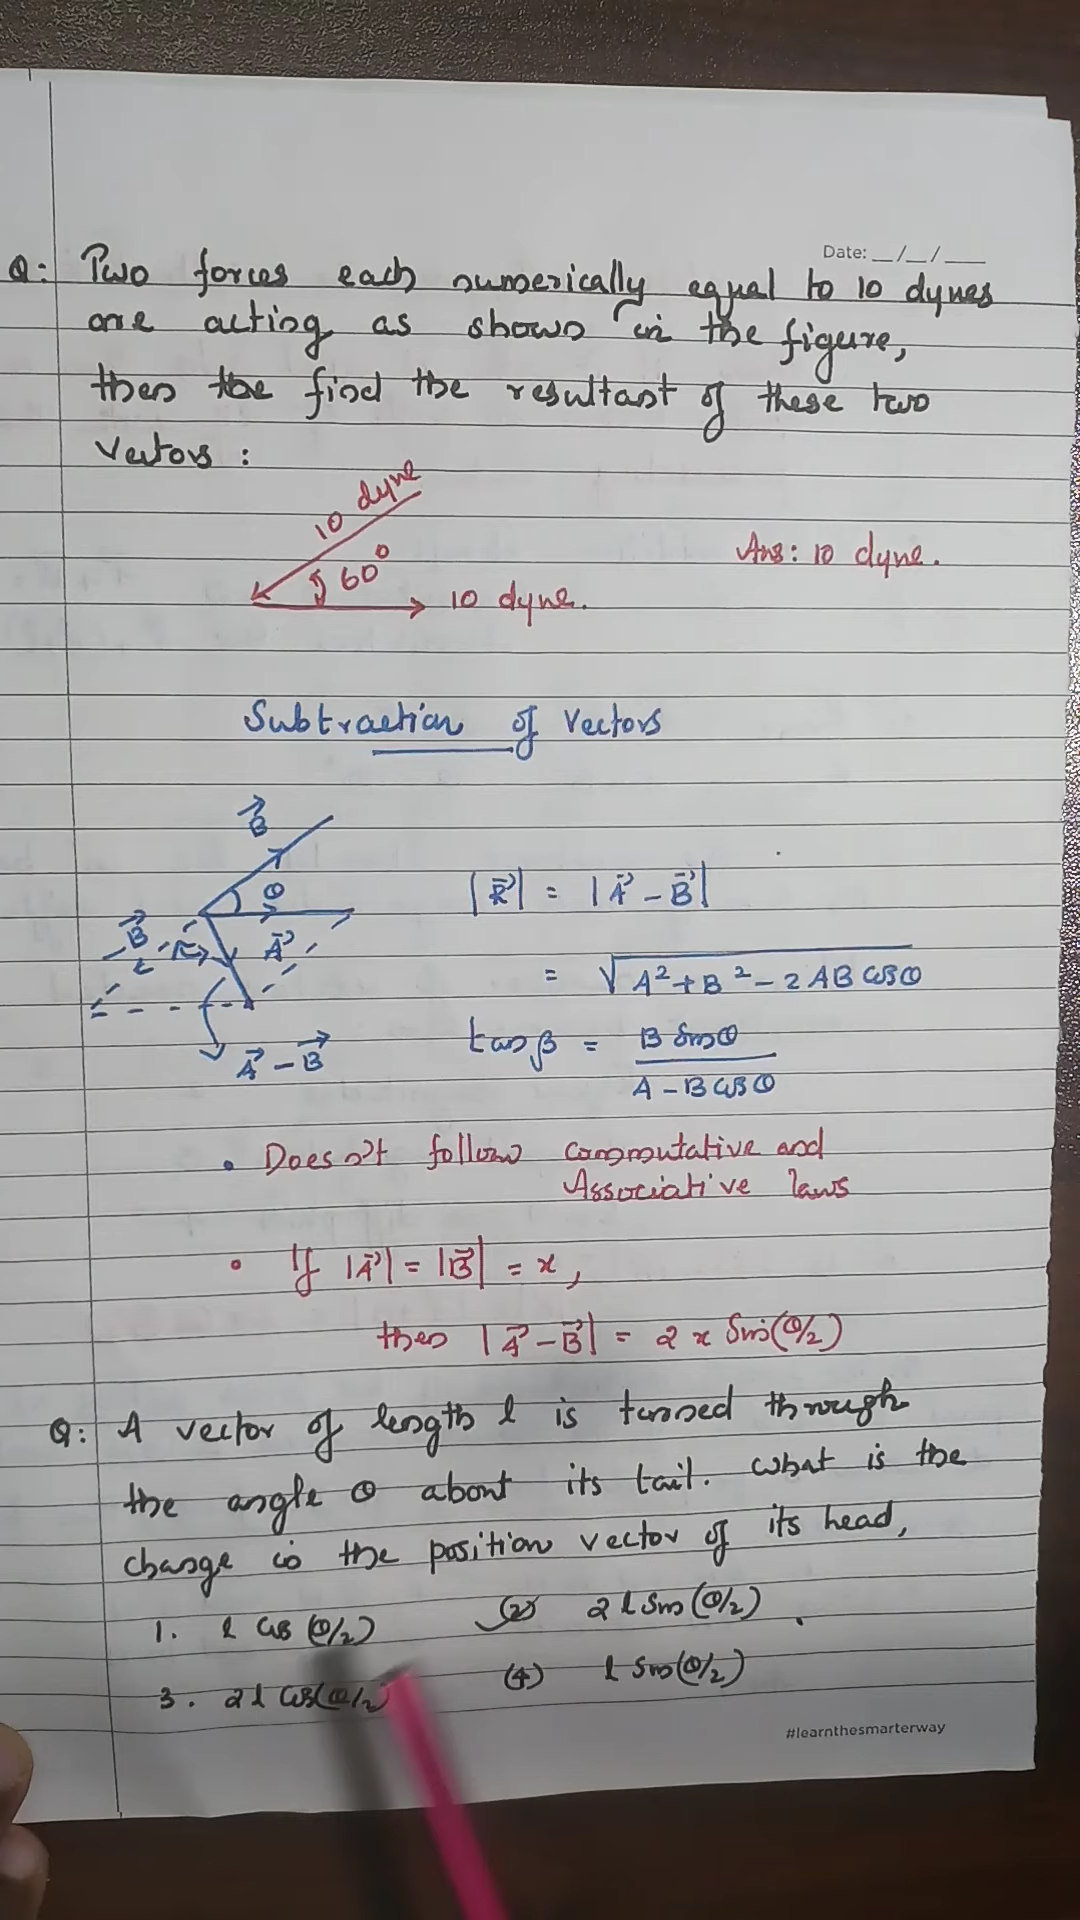 Date: __/__/____
Q: Two forces each numerically equal to 10 dynes
are acting as shown in the figure,
then the find the resultant of these two
Vectors :
10 dyne
60°
10 dyne.
Ans: 10 dyne.
Subtraction of Vectors
B⃗
θ
A⃗
B⃗
A⃗ - B⃗
|R⃗| = |A⃗ - B⃗|
= √(A² + B² - 2AB cosθ)
tan β = B sinθ / (A - B cosθ)
• Doesn't follow commutative and
Associative laws
• If |A⃗| = |B⃗| = x,
then |A⃗ - B⃗| = 2 x Sin(θ/2)
Q: A vector of length l is turned through
the angle θ about its tail. What is the
change in the position vector of its head,
1. l cos (θ/2) (2) 2 l Sin (θ/2).
3. 2 l cos(θ/2) (4) l Sin(θ/2)
#learnthesmarterway